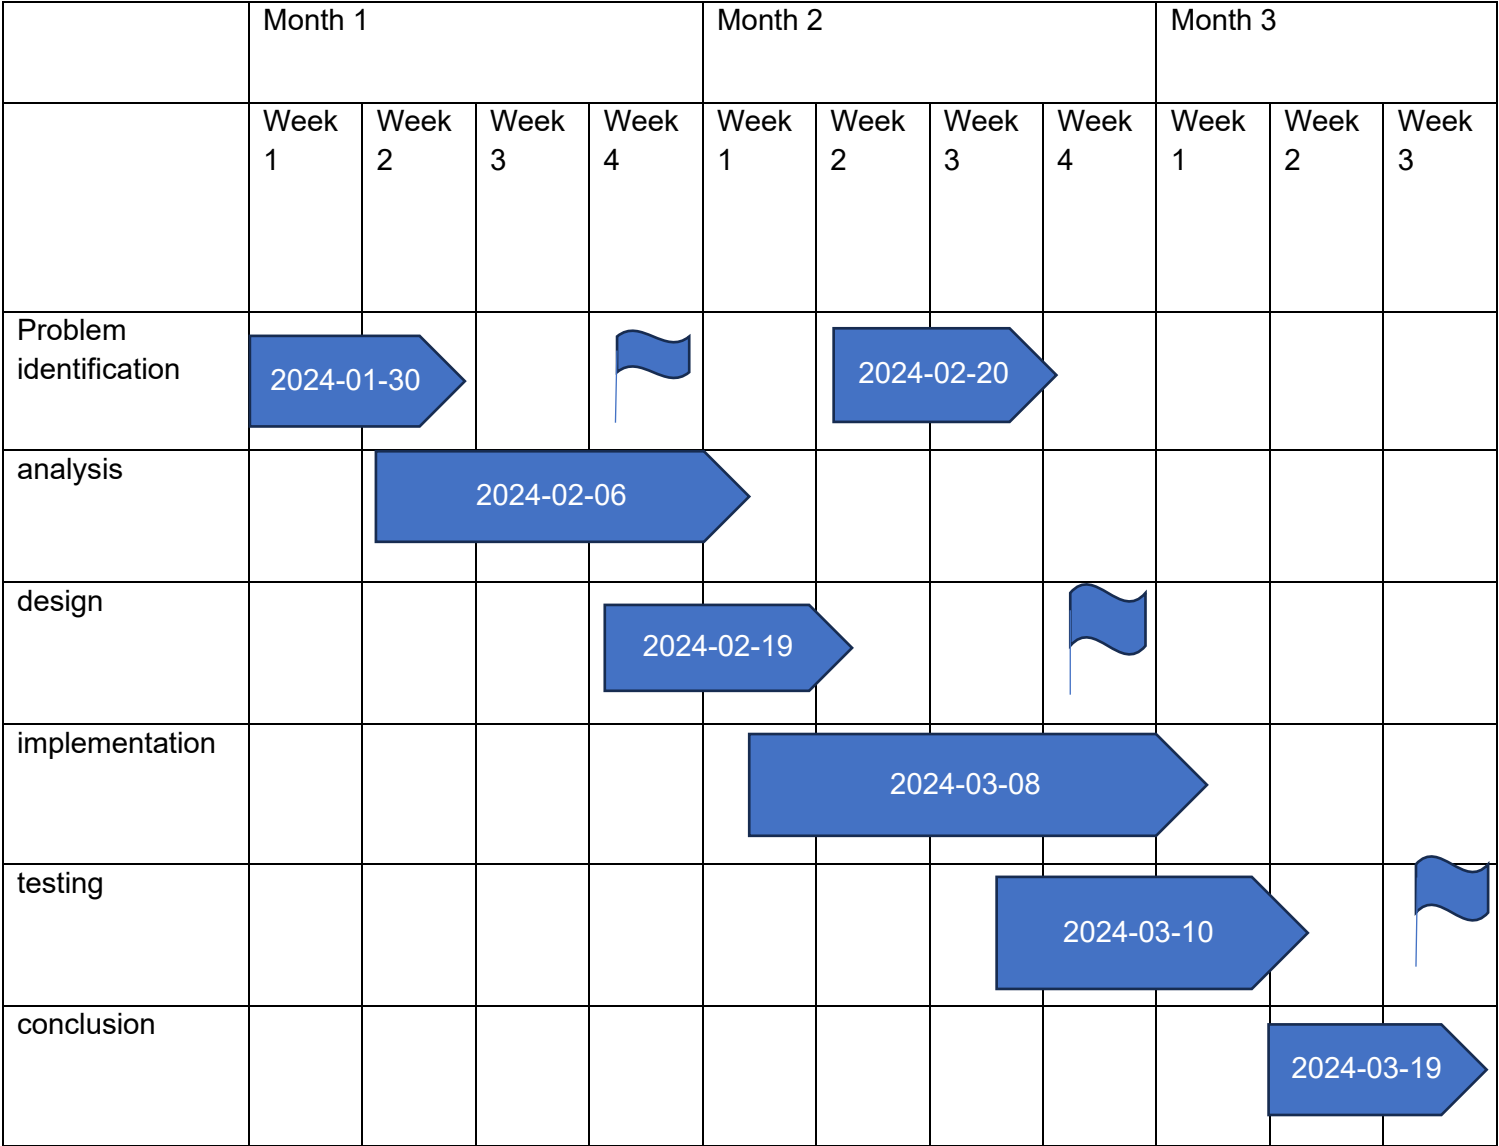 Month 1
Month 2
Month 3
Week
1
Week
2
Week
3
Week
4
Week
1
Week
2
Week
3
Week
4
Week
1
Week
2
Week
3
Problem
identification
2024-01-30
2024-02-20
analysis
2024-02-06
design
2024-02-19
implementation
2024-03-08
testing
2024-03-10
conclusion
2024-03-19